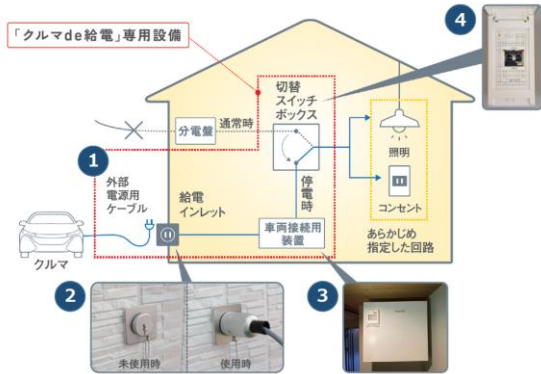 「クルマde給電」専用設備
4
切替
スイッチ
ボックス
分電盤
通常時
照明
1
外部
電源用
ケーブル
給電
インレット
停電時
コンセント
車両接続用
装置
あらかじめ
指定した回路
クルマ
2
3
未使用時
使用時